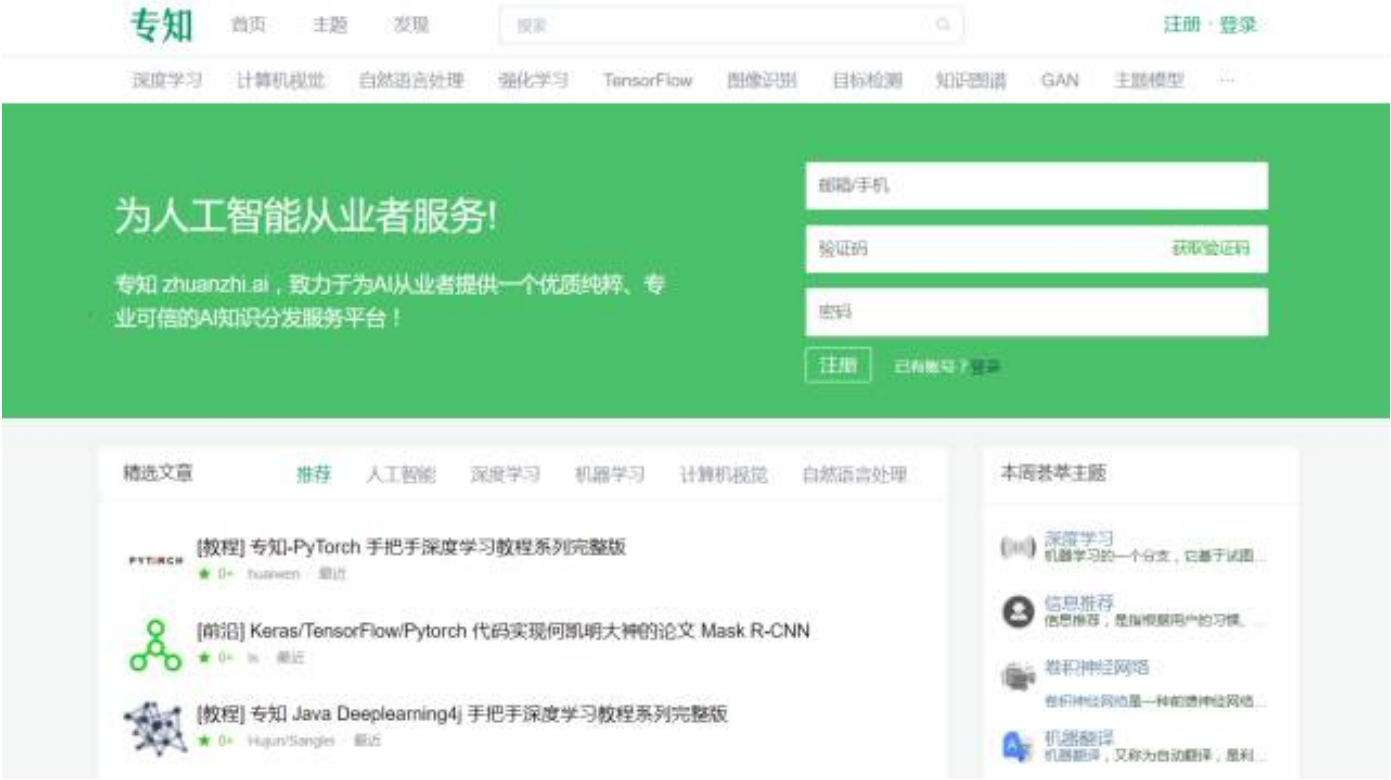 专知 首页 主题 发现 搜索 注册 · 登录
深度学习 计算机视觉 自然语言处理 强化学习 TensorFlow 图像识别 目标检测 知识图谱 GAN 主题模型 ...
为人工智能从业者服务!
专知 zhuanzhi.ai，致力于为AI从业者提供一个优质纯粹、专
业可信的AI知识分发服务平台！
邮箱/手机
验证码 获取验证码
密码
注册 已有账号？登录
精选文章 推荐 人工智能 深度学习 机器学习 计算机视觉 自然语言处理
本周荟萃主题
PYTORCH
[教程] 专知-PyTorch 手把手深度学习教程系列完整版
★ 0+ huaiwen 最近
[前沿] Keras/TensorFlow/Pytorch 代码实现何凯明大神的论文 Mask R-CNN
★ 0+ ls 最近
[教程] 专知 Java Deeplearning4j 手把手深度学习教程系列完整版
★ 0+ Hujun/Sanglei 最近
深度学习
机器学习的一个分支，它基于试图...
信息推荐
信息推荐，是指根据用户的习惯、...
卷积神经网络
卷积神经网络是一种前馈神经网络...
机器翻译
机器翻译，又称为自动翻译，是利...